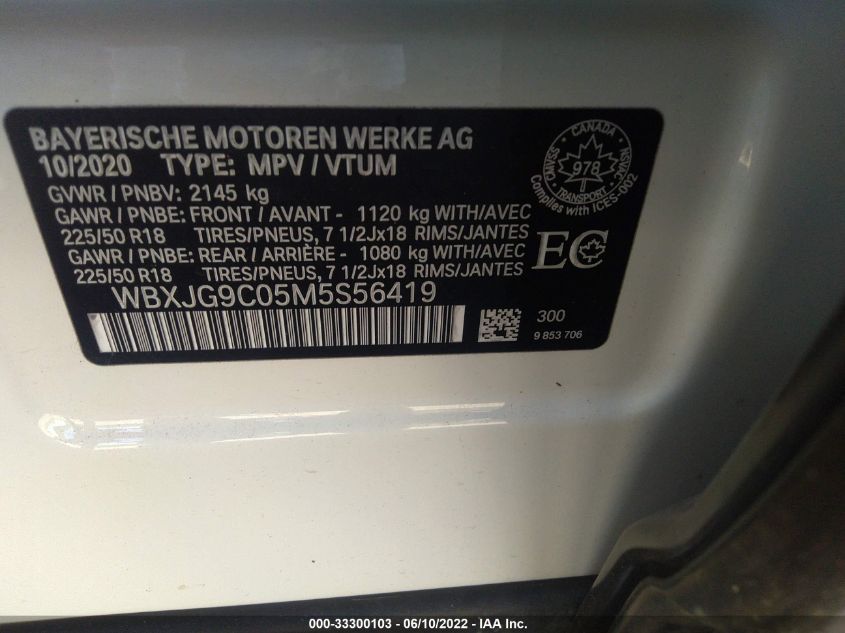 BAYERISCHE MOTOREN WERKE AG
10/2020 TYPE: MPV / VTUM
GVWR / PNBV: 2145 kg
GAWR / PNBE: FRONT / AVANT - 1120 kg WITH/AVEC
225/50 R18 TIRES/PNEUS, 7 1/2Jx18 RIMS/JANTES
GAWR / PNBE: REAR / ARRIÈRE - 1080 kg WITH/AVEC
225/50 R18 TIRES/PNEUS, 7 1/2Jx18 RIMS/JANTES
WBXJG9C05M5S56419
CANADA
NSVAC
978
MSVAC
TRANSPORT
Complies with ICES-002
EC
300
9 853 706
000-33300103 - 06/10/2022 - IAA Inc.